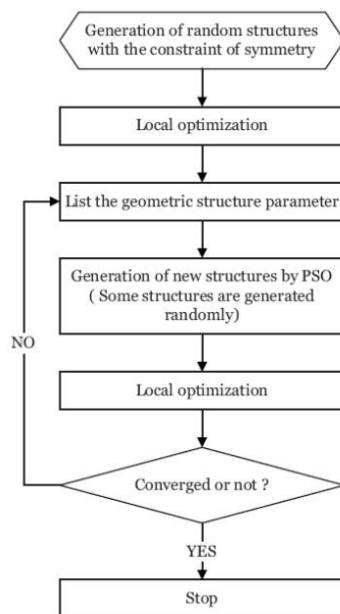 Generation of random structures
with the constraint of symmetry
Local optimization
List the geometric structure parameter
Generation of new structures by PSO
( Some structures are generated
randomly)
NO
Local optimization
Converged or not ?
YES
Stop